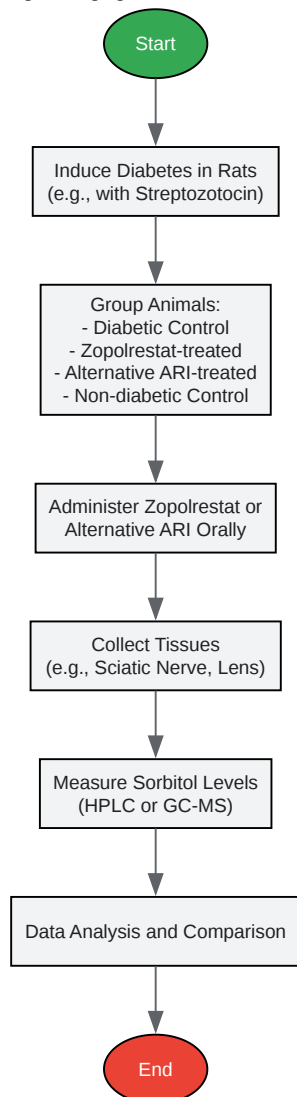 Start
Induce Diabetes in Rats
(e.g., with Streptozotocin)
Group Animals:
- Diabetic Control
- Zopolrestat-treated
- Alternative ARI-treated
- Non-diabetic Control
Administer Zopolrestat or
Alternative ARI Orally
Collect Tissues
(e.g., Sciatic Nerve, Lens)
Measure Sorbitol Levels
(HPLC or GC-MS)
Data Analysis and Comparison
End